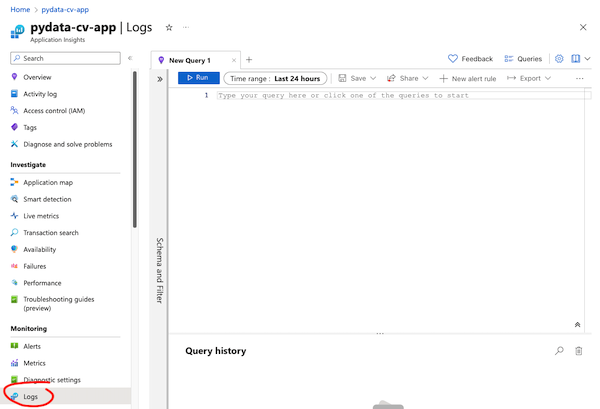 Home > pydata-cv-app
pydata-cv-app | Logs
Application Insights
Search
Overview
Activity log
Access control (IAM)
Tags
Diagnose and solve problems
Investigate
Application map
Smart detection
Live metrics
Transaction search
Availability
Failures
Performance
Troubleshooting guides
(preview)
Monitoring
Alerts
Metrics
Diagnostic settings
Logs
New Query 1
Feedback
Queries
Run
Time range : Last 24 hours
Save
Share
New alert rule
Export
1
Type your query here or click one of the queries to start
Schema and Filter
Query history